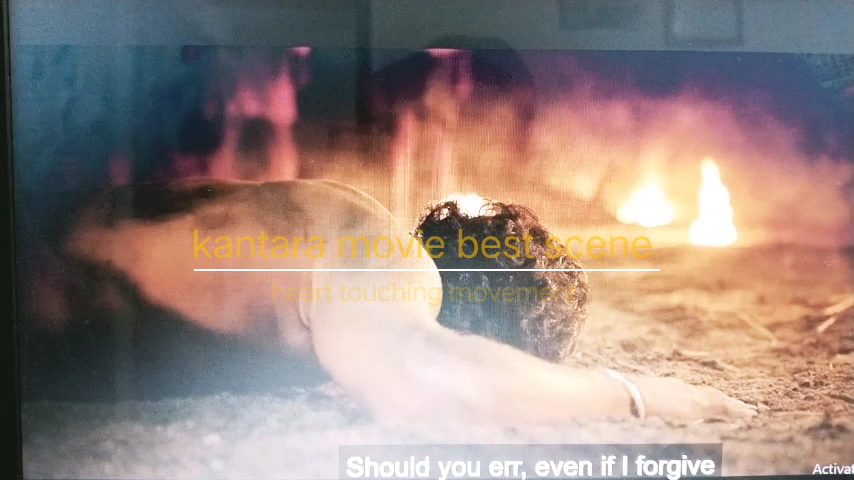 kantara movie best scene
heart touching movement
Should you err, even if I forgive
Activat